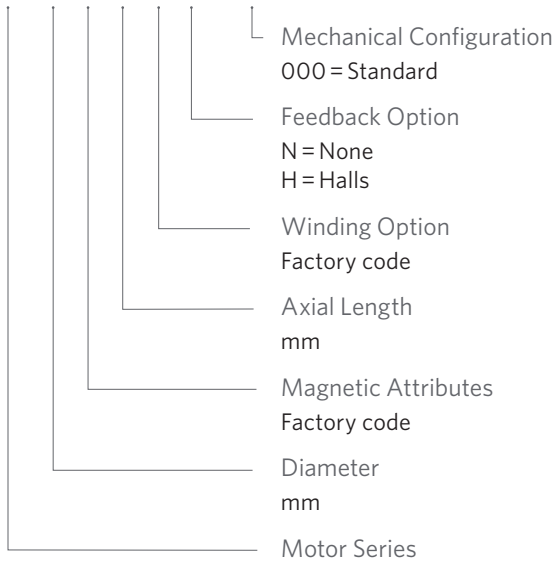 Mechanical Configuration
000 = Standard
Feedback Option
N = None
H = Halls
Winding Option
Factory code
Axial Length
mm
Magnetic Attributes
Factory code
Diameter
mm
Motor Series